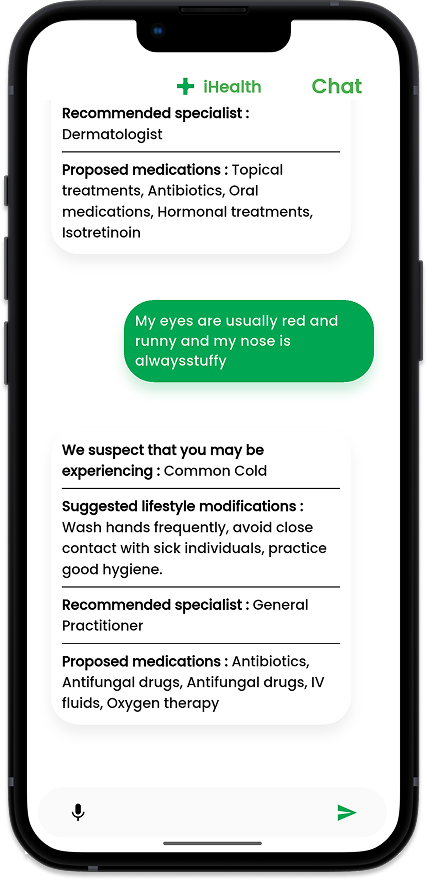 iHealth Chat
Recommended specialist :
Dermatologist
Proposed medications : Topical
treatments, Antibiotics, Oral
medications, Hormonal treatments,
Isotretinoin
My eyes are usually red and
runny and my nose is
alwaysstuffy
We suspect that you may be
experiencing : Common Cold
Suggested lifestyle modifications :
Wash hands frequently, avoid close
contact with sick individuals, practice
good hygiene.
Recommended specialist : General
Practitioner
Proposed medications : Antibiotics,
Antifungal drugs, Antifungal drugs, IV
fluids, Oxygen therapy